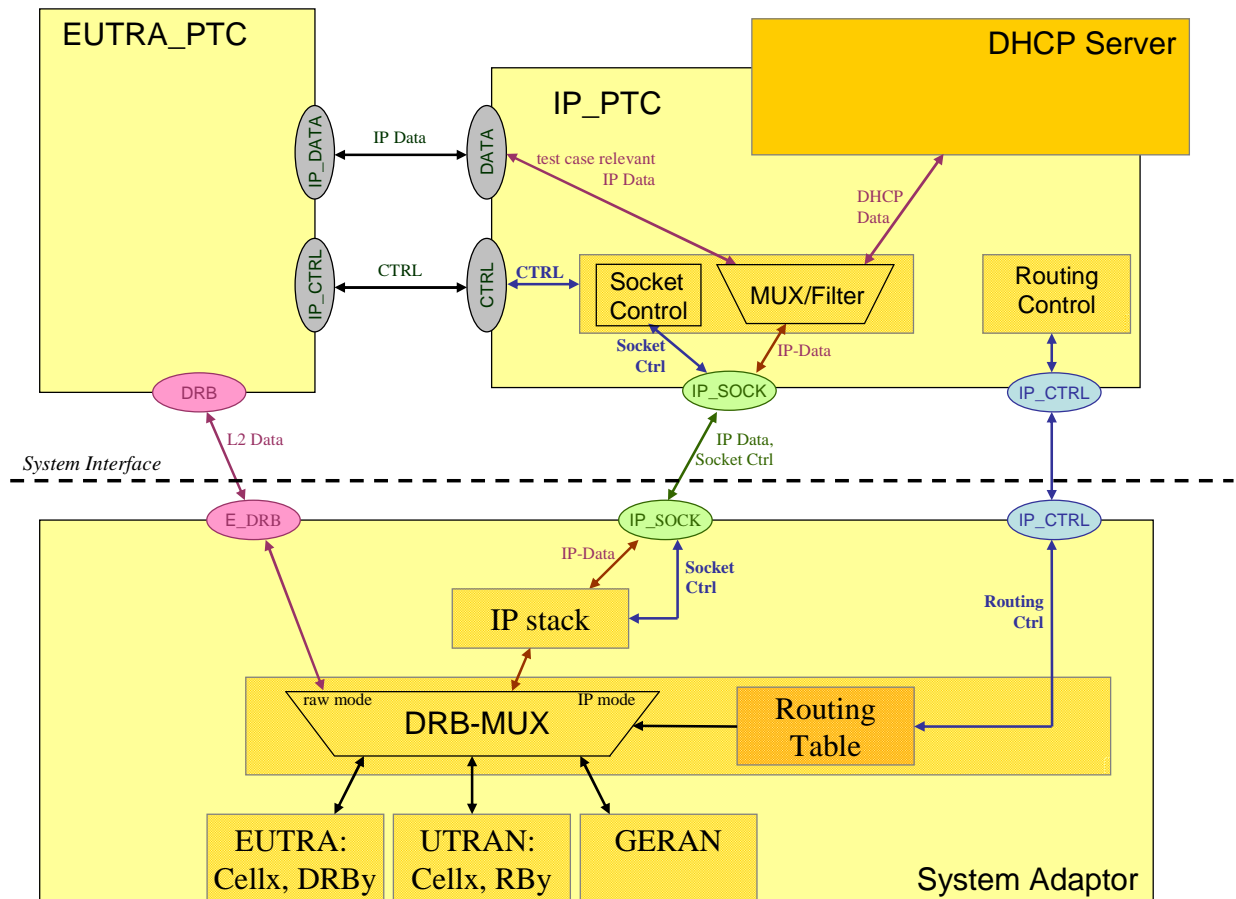 EUTRA_PTC
DHCP Server
IP_PTC
IP_DATA
IP Data
DATA
test case relevant
IP Data
DHCP
Data
IP_CTRL
CTRL
CTRL
CTRL
Socket
Control
MUX/Filter
Routing
Control
Socket
Ctrl
IP-Data
DRB
IP_SOCK
IP_CTRL
L2 Data
IP Data,
Socket Ctrl
System Interface
E_DRB
IP_SOCK
IP_CTRL
IP-Data
Socket
Ctrl
IP stack
Routing
Ctrl
raw mode
IP mode
DRB-MUX
Routing
Table
EUTRA:
Cellx, DRBy
UTRAN:
Cellx, RBy
GERAN
System Adaptor